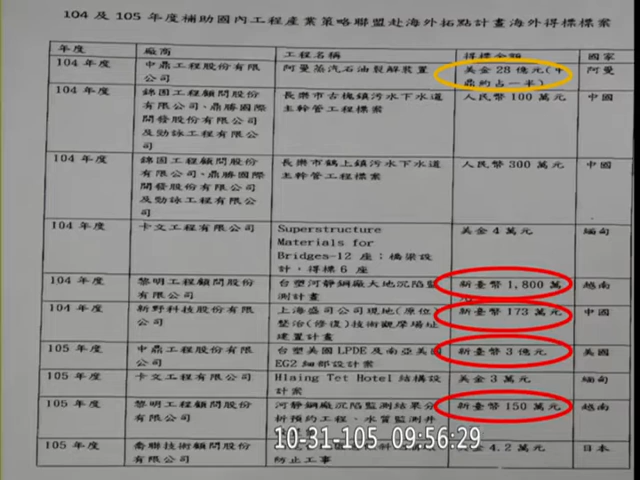 104 及 105 年度補助國內工程產業策略聯盟赴海外拓點計畫海外得標標案
年度 廠商 工程名稱 得標金額 國家
104 年度 中鼎工程股份有限公司 阿曼蒸汽石油裂解裝置 美金 28 億元(中鼎約占一半) 阿曼
104 年度 錦固工程顧問股份有限公司、鼎勝國際開發股份有限公司及勁詠工程有限公司 長樂市古槐鎮污水下水道主幹管工程標案 人民幣 100 萬元 中國
104 年度 錦固工程顧問股份有限公司、鼎勝國際開發股份有限公司及勁詠工程有限公司 長樂市鶴上鎮污水下水道主幹管工程標案 人民幣 300 萬元 中國
104 年度 卡文工程有限公司 Superstructure Materials for Bridges-12 座；橋梁設計，得標 6 座 美金 4 萬元 緬甸
104 年度 黎明工程顧問股份有限公司 台塑河靜鋼廠大地沉陷監測計畫 新臺幣 1,800 萬 越南
104 年度 新野科技股份有限公司 上海盛司公司現地(原位整治(修復)技術觀摩場址建置計畫 新臺幣 173 萬元 中國
105 年度 中鼎工程股份有限公司 台塑美國 LPDE 及南亞美國 EG2 細部設計案 新臺幣 3 億元 美國
105 年度 卡文工程有限公司 Hlaing Tet Hotel 結構設計案 美金 3 萬元 緬甸
105 年度 黎明工程顧問股份有限公司 河靜鋼廠沉陷監測結果分析預約工程、水質監測井 新臺幣 150 萬元 越南
105 年度 喬聯技術顧問股份有限公司 防止工事 美金 4.2 萬元 日本
10-31-105 09:56:29